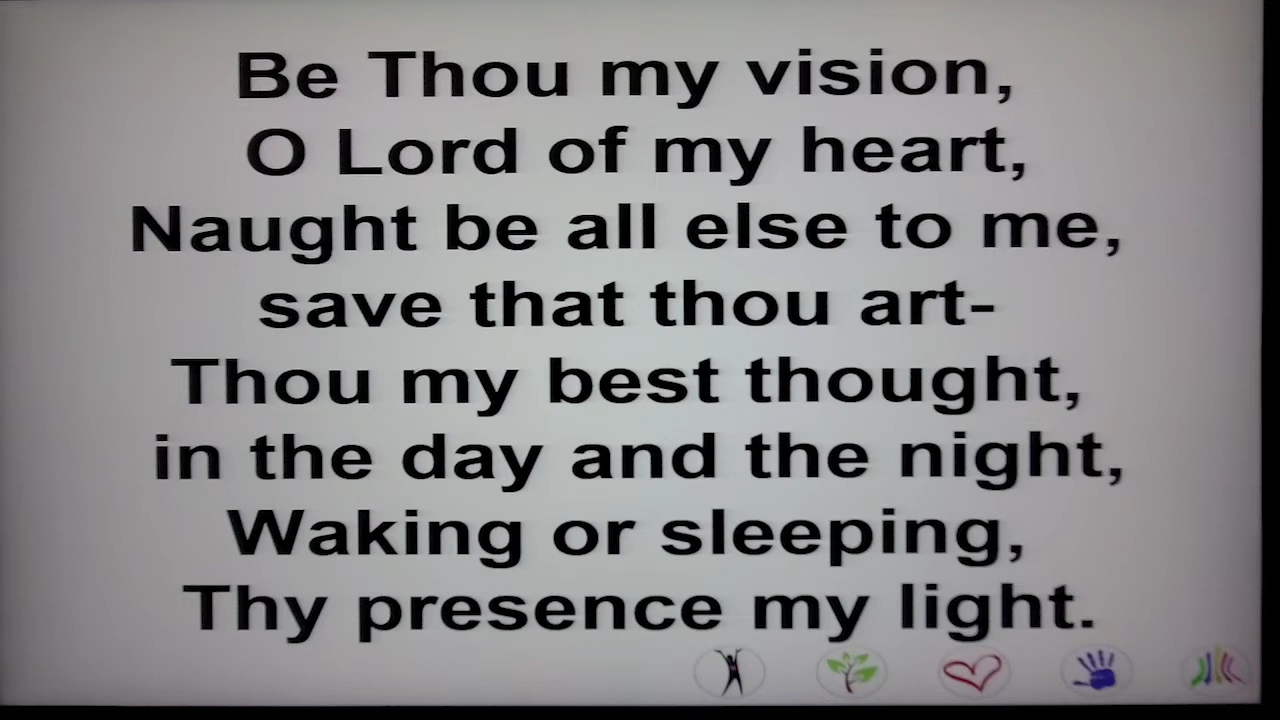 Be Thou my vision,
O Lord of my heart,
Naught be all else to me,
save that thou art-
Thou my best thought,
in the day and the night,
Waking or sleeping,
Thy presence my light.